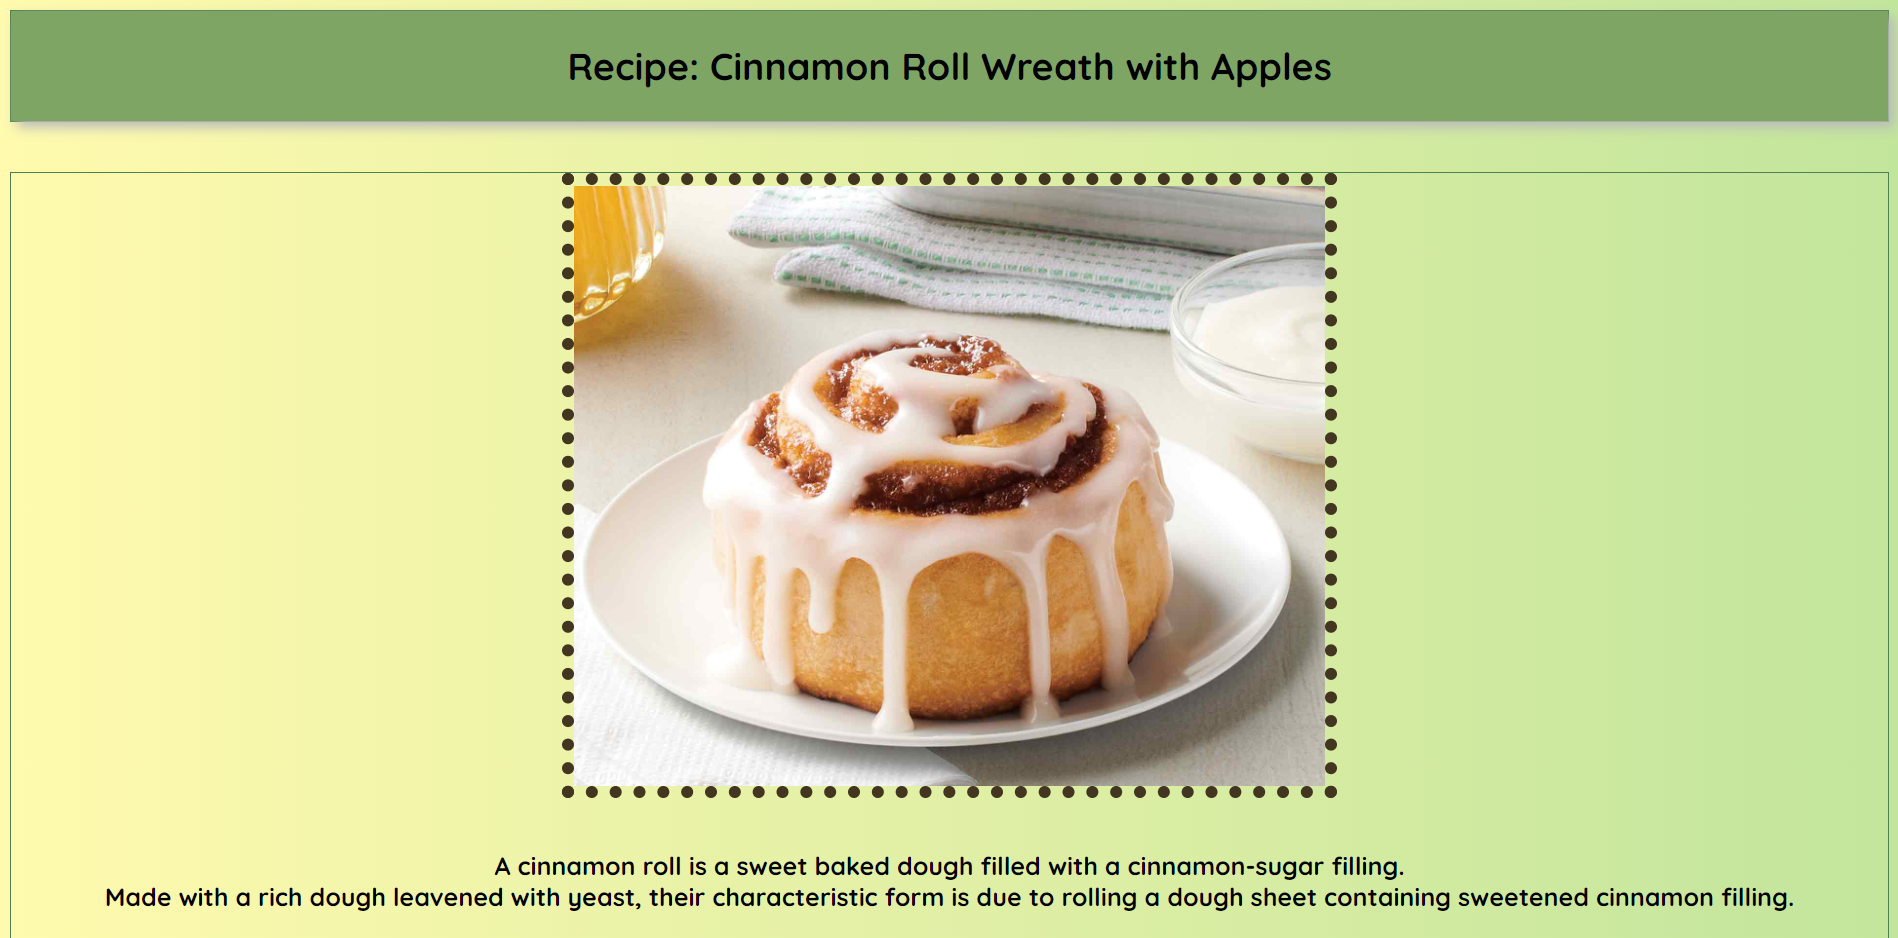 Recipe: Cinnamon Roll Wreath with Apples
A cinnamon roll is a sweet baked dough filled with a cinnamon-sugar filling.
Made with a rich dough leavened with yeast, their characteristic form is due to rolling a dough sheet containing sweetened cinnamon filling.